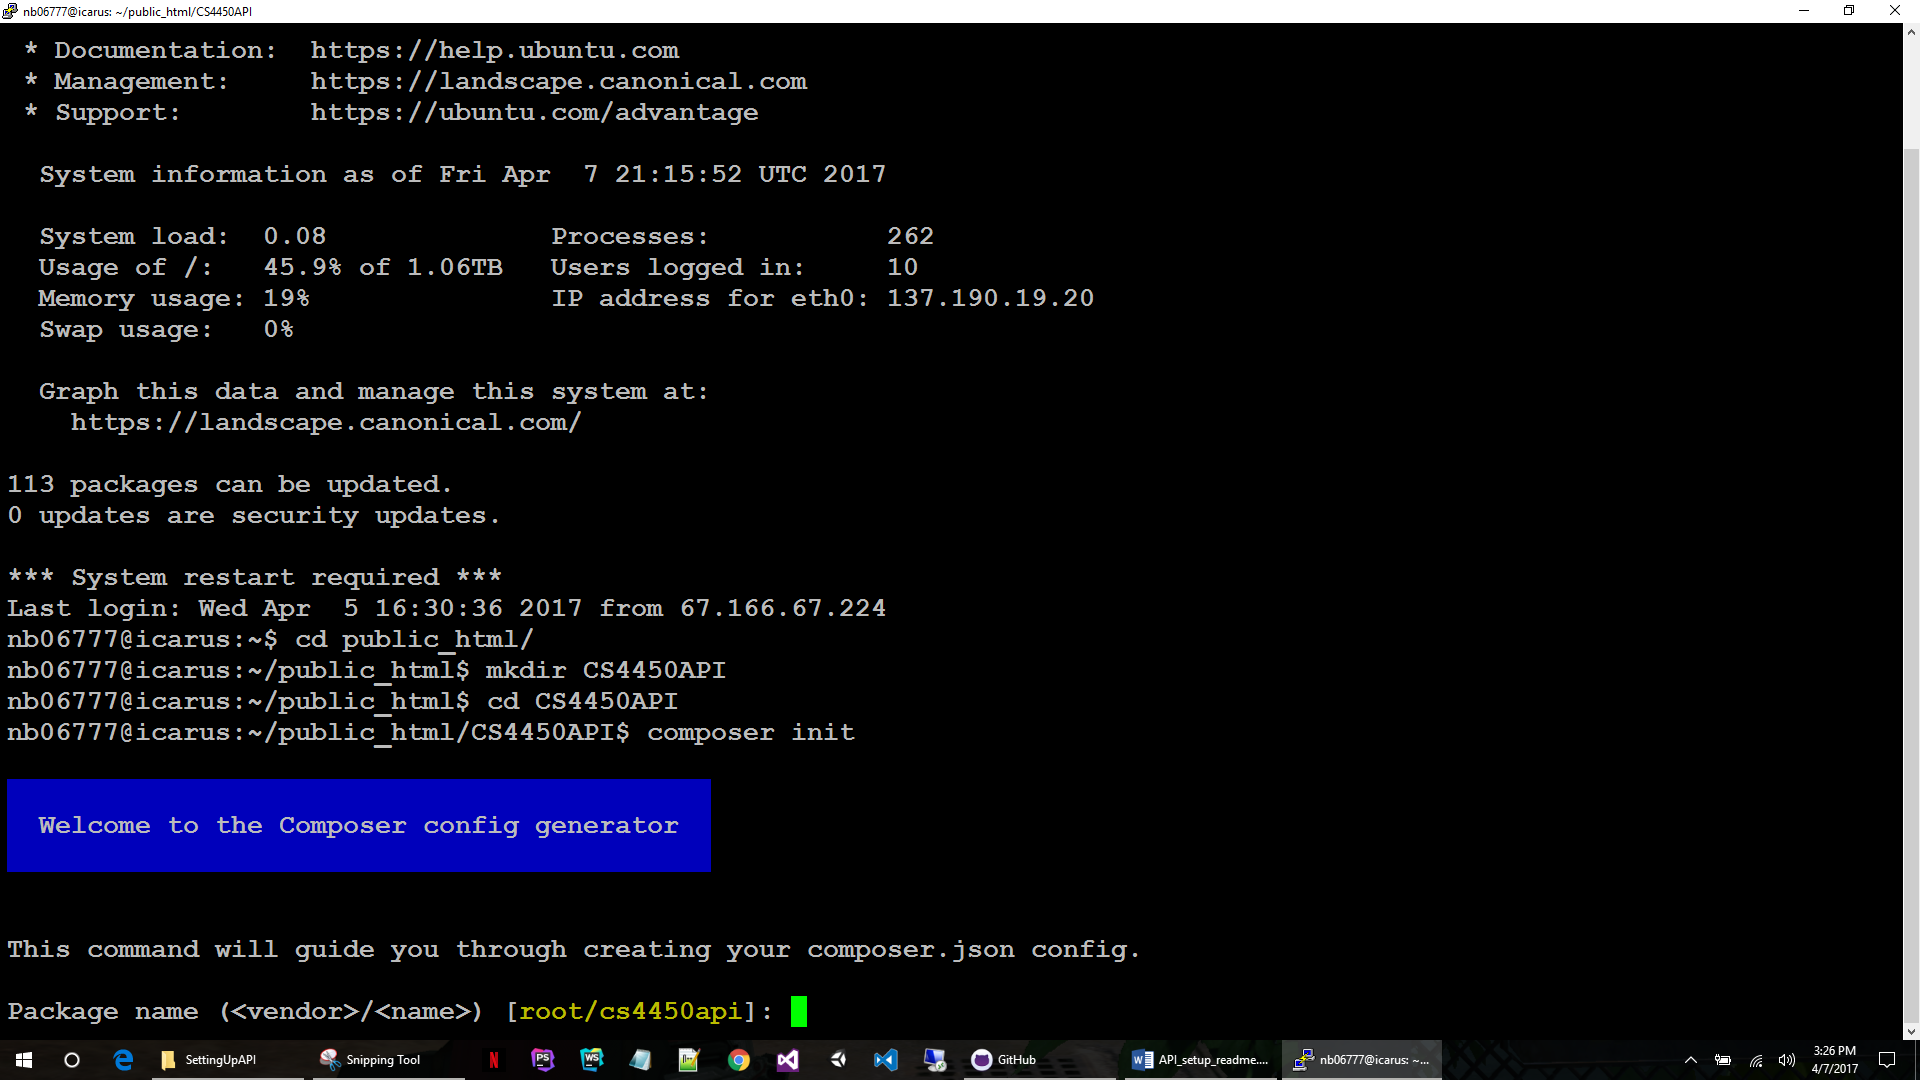 nb06777@icarus: ~/public_html/CS4450API
* Documentation: https://help.ubuntu.com
* Management: https://landscape.canonical.com
* Support: https://ubuntu.com/advantage
System information as of Fri Apr 7 21:15:52 UTC 2017
System load: 0.08 Processes: 262
Usage of /: 45.9% of 1.06TB Users logged in: 10
Memory usage: 19% IP address for eth0: 137.190.19.20
Swap usage: 0%
Graph this data and manage this system at:
https://landscape.canonical.com/
113 packages can be updated.
0 updates are security updates.
*** System restart required ***
Last login: Wed Apr 5 16:30:36 2017 from 67.166.67.224
nb06777@icarus:~$ cd public_html/
nb06777@icarus:~/public_html$ mkdir CS4450API
nb06777@icarus:~/public_html$ cd CS4450API
nb06777@icarus:~/public_html/CS4450API$ composer init
Welcome to the Composer config generator
This command will guide you through creating your composer.json config.
Package name (<vendor>/<name>) [root/cs4450api]:
SettingUpAPI Snipping Tool N PS WS GitHub API_setup_readme.... nb06777@icarus: ~... 3:26 PM
4/7/2017